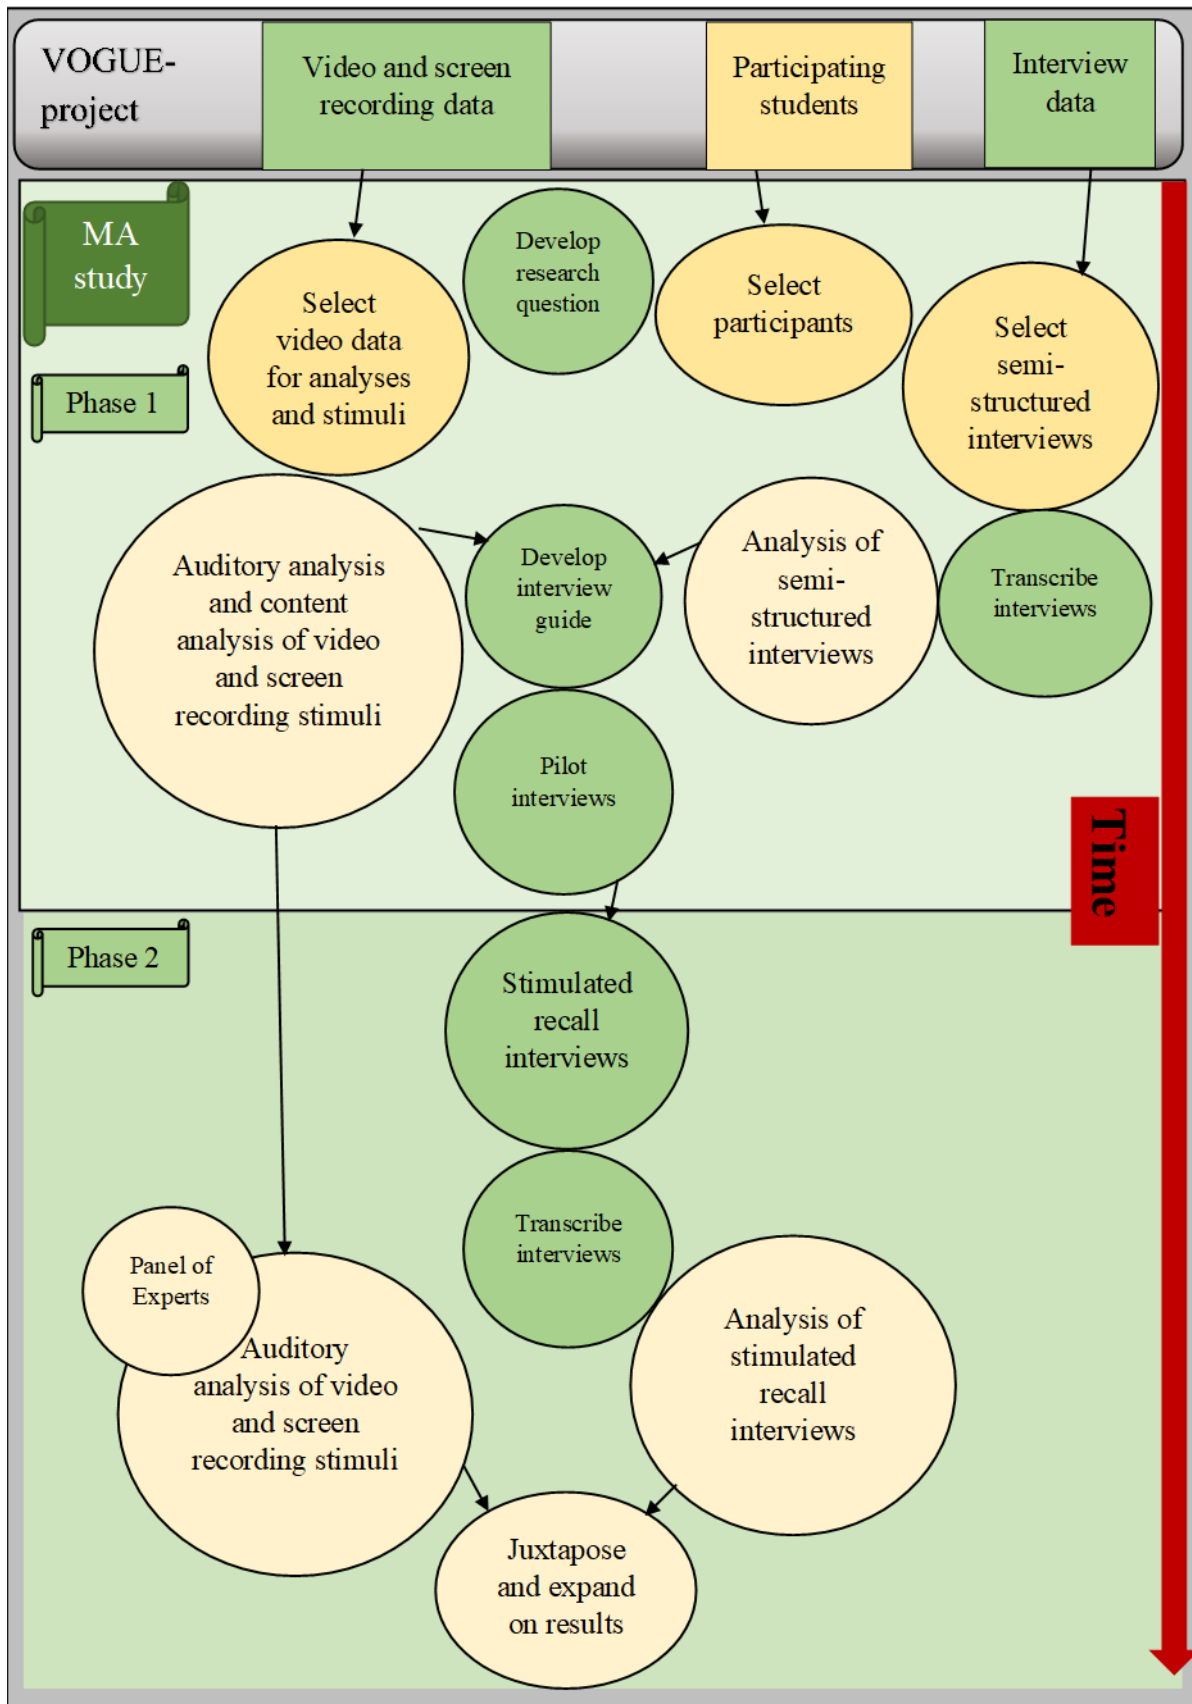 VOGUE-
project
Video and screen
recording data
Participating
students
Interview
data
MA
study
Phase 1
Select
video data
for analyses
and stimuli
Develop
research
question
Select
participants
Select
semi-
structured
interviews
Auditory analysis
and content
analysis of video
and screen
recording stimuli
Develop
interview
guide
Analysis of
semi-
structured
interviews
Transcribe
interviews
Pilot
interviews
Time
Phase 2
Stimulated
recall
interviews
Transcribe
interviews
Panel of
Experts
Auditory
analysis of video
and screen
recording stimuli
Analysis of
stimulated
recall
interviews
Juxtapose
and expand
on results